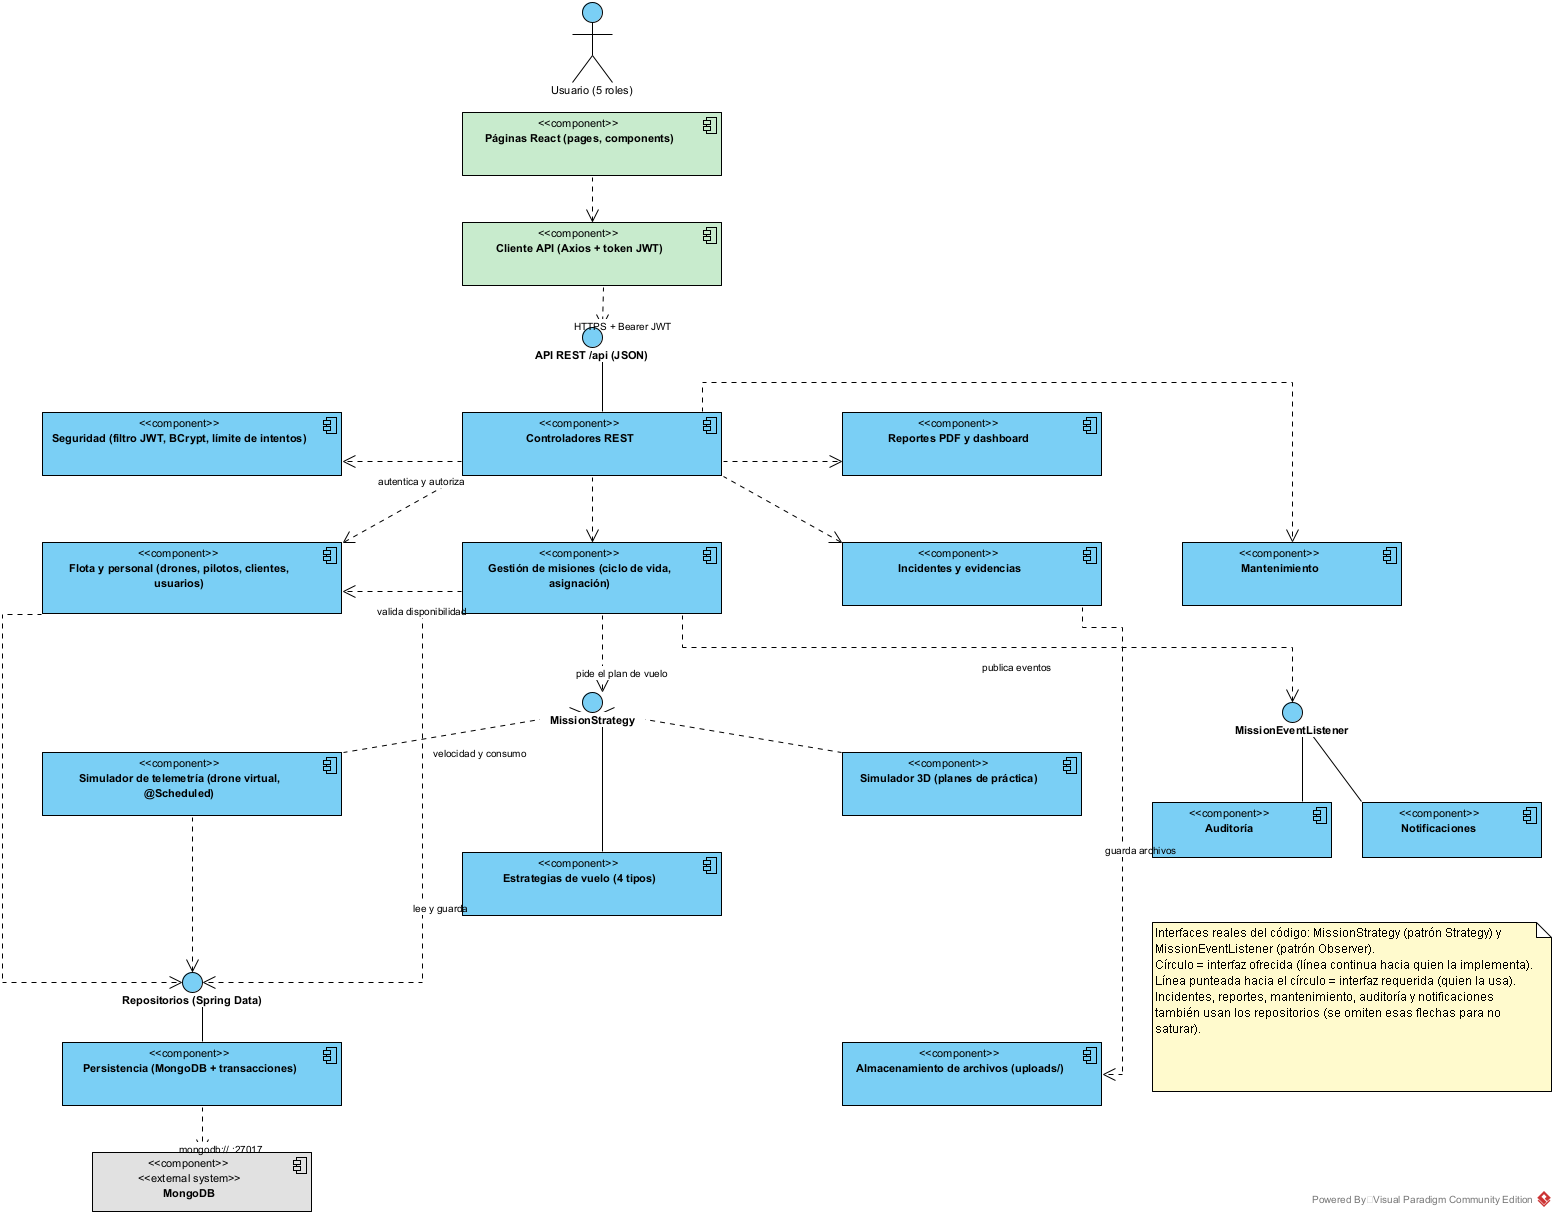 Usuario (5 roles)
<<component>>
Páginas React (pages, components)
<<component>>
Cliente API (Axios + token JWT)
HTTPS + Bearer JWT
API REST /api (JSON)
<<component>>
Seguridad (filtro JWT, BCrypt, límite de intentos)
<<component>>
Controladores REST
<<component>>
Reportes PDF y dashboard
autentica y autoriza
<<component>>
Flota y personal (drones, pilotos, clientes,
usuarios)
<<component>>
Gestión de misiones (ciclo de vida,
asignación)
<<component>>
Incidentes y evidencias
<<component>>
Mantenimiento
valida disponibilidad
pide el plan de vuelo
publica eventos
MissionStrategy
MissionEventListener
velocidad y consumo
<<component>>
Simulador de telemetría (drone virtual,
@Scheduled)
<<component>>
Simulador 3D (planes de práctica)
<<component>>
Auditoría
<<component>>
Notificaciones
guarda archivos
<<component>>
Estrategias de vuelo (4 tipos)
lee y guarda
Interfaces reales del código: MissionStrategy (patrón Strategy) y
MissionEventListener (patrón Observer).
Círculo = interfaz ofrecida (línea continua hacia quien la implementa).
Línea punteada hacia el círculo = interfaz requerida (quien la usa).
Incidentes, reportes, mantenimiento, auditoría y notificaciones
también usan los repositorios (se omiten esas flechas para no
saturar).
Repositorios (Spring Data)
<<component>>
Persistencia (MongoDB + transacciones)
<<component>>
Almacenamiento de archivos (uploads/)
mongodb:// :27017
<<component>>
<<external system>>
MongoDB
Powered By Visual Paradigm Community Edition